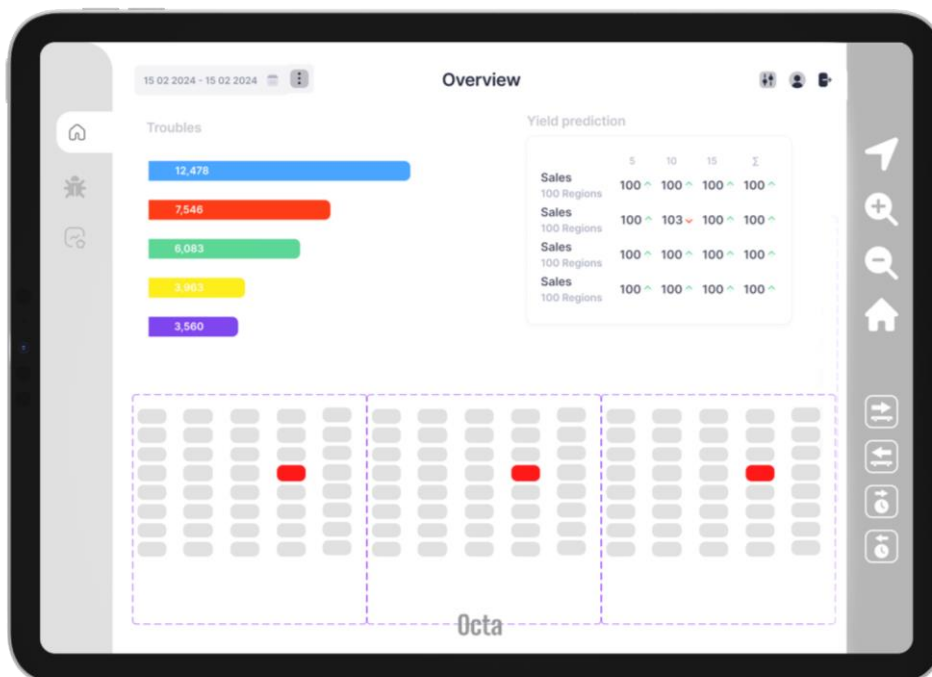 15 02 2024 - 15 02 2024
Overview
Troubles
12,478
7,546
6,083
3,963
3,560
Yield prediction
5 10 15 Σ
Sales
100 Regions
100 100 100 100
Sales
100 Regions
100 103 100 100
Sales
100 Regions
100 100 100 100
Sales
100 Regions
100 100 100 100
Octa